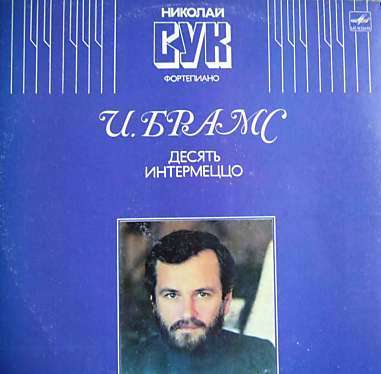 НИКОЛАЙ
СУК
ФОРТЕПИАНО
И. БРАМС
ДЕСЯТЬ
ИНТЕРМЕЦЦО